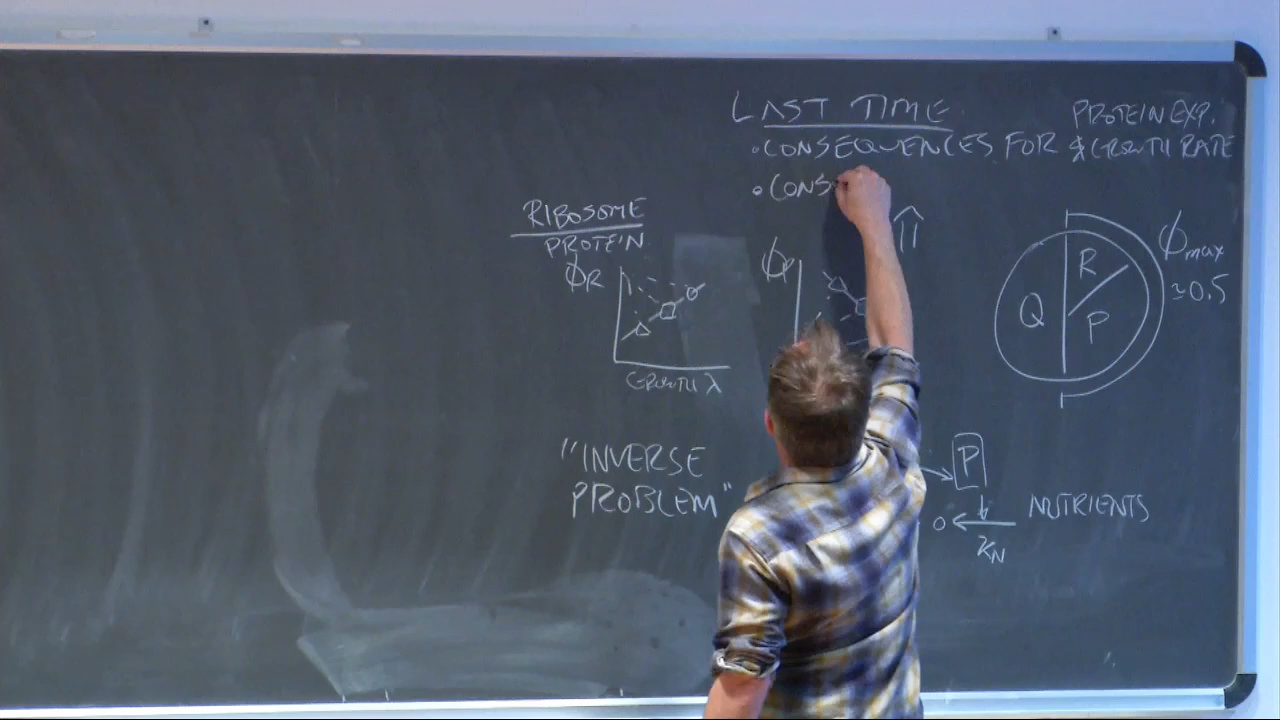 LAST TIME
PROTEIN EXP.
• CONSEQUENCES FOR & GROWTH RATE
• CONS
RIBOSOME
PROTEIN
ϕR
GROWTH λ
ϕP
Q
R
P
ϕmax
≃0.5
"INVERSE
PROBLEM"
P
NUTRIENTS
KN